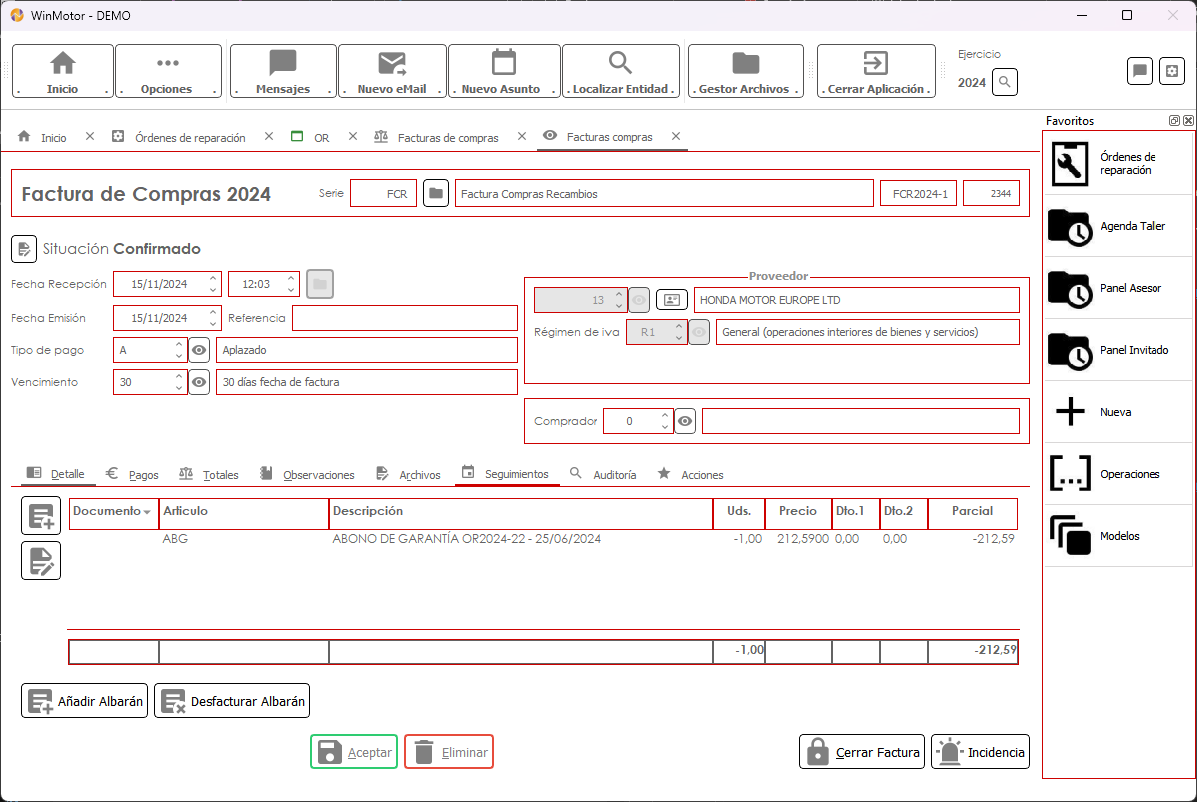 WinMotor - DEMO
. Inicio .
. Opciones .
. Mensajes .
. Nuevo eMail .
. Nuevo Asunto .
. Localizar Entidad .
. Gestor Archivos .
. Cerrar Aplicación .
Ejercicio
2024
Inicio
Órdenes de reparación
OR
Facturas de compras
Facturas compras
Favoritos
Órdenes de
reparación
Agenda Taler
Panel Asesor
Panel Invitado
Nueva
Operaciones
Modelos
Factura de Compras 2024
Serie FCR Factura Compras Recambios FCR2024-1 2344
Situación Confirmado
Fecha Recepción 15/11/2024 12:03
Fecha Emisión 15/11/2024 Referencia
Tipo de pago A Aplazado
Vencimiento 30 30 días fecha de factura
Proveedor
13 HONDA MOTOR EUROPE LTD
Régimen de iva R1 General (operaciones interiores de bienes y servicios)
Comprador 0
Detalle Pagos Totales Observaciones Archivos Seguimientos Auditoría Acciones
Documento Articulo Descripción Uds. Precio Dto.1 Dto.2 Parcial
ABG ABONO DE GARANTÍA OR2024-22 - 25/06/2024 -1,00 212,5900 0,00 0,00 -212,59
-1,00 -212,59
Añadir Albarán Desfacturar Albarán
Aceptar Eliminar Cerrar Factura Incidencia